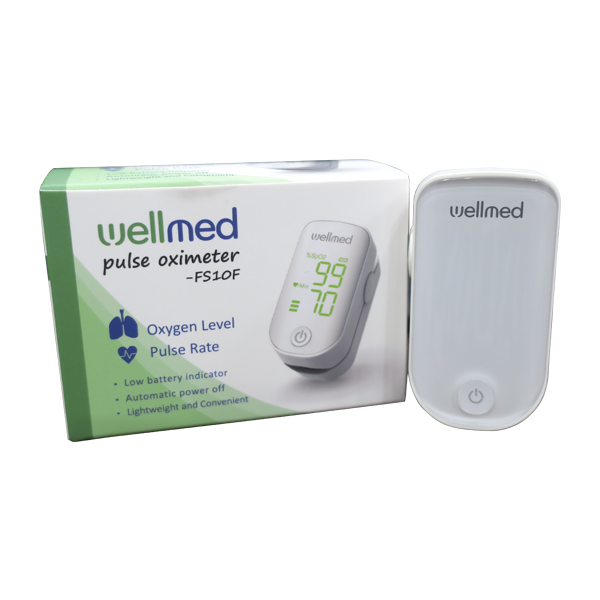 wellmed
pulse oximeter
-FS10F
Oxygen Level
Pulse Rate
• Low battery indicator
• Automatic power off
• Lightweight and Convenient
wellmed
%SpO2
99
70
wellmed